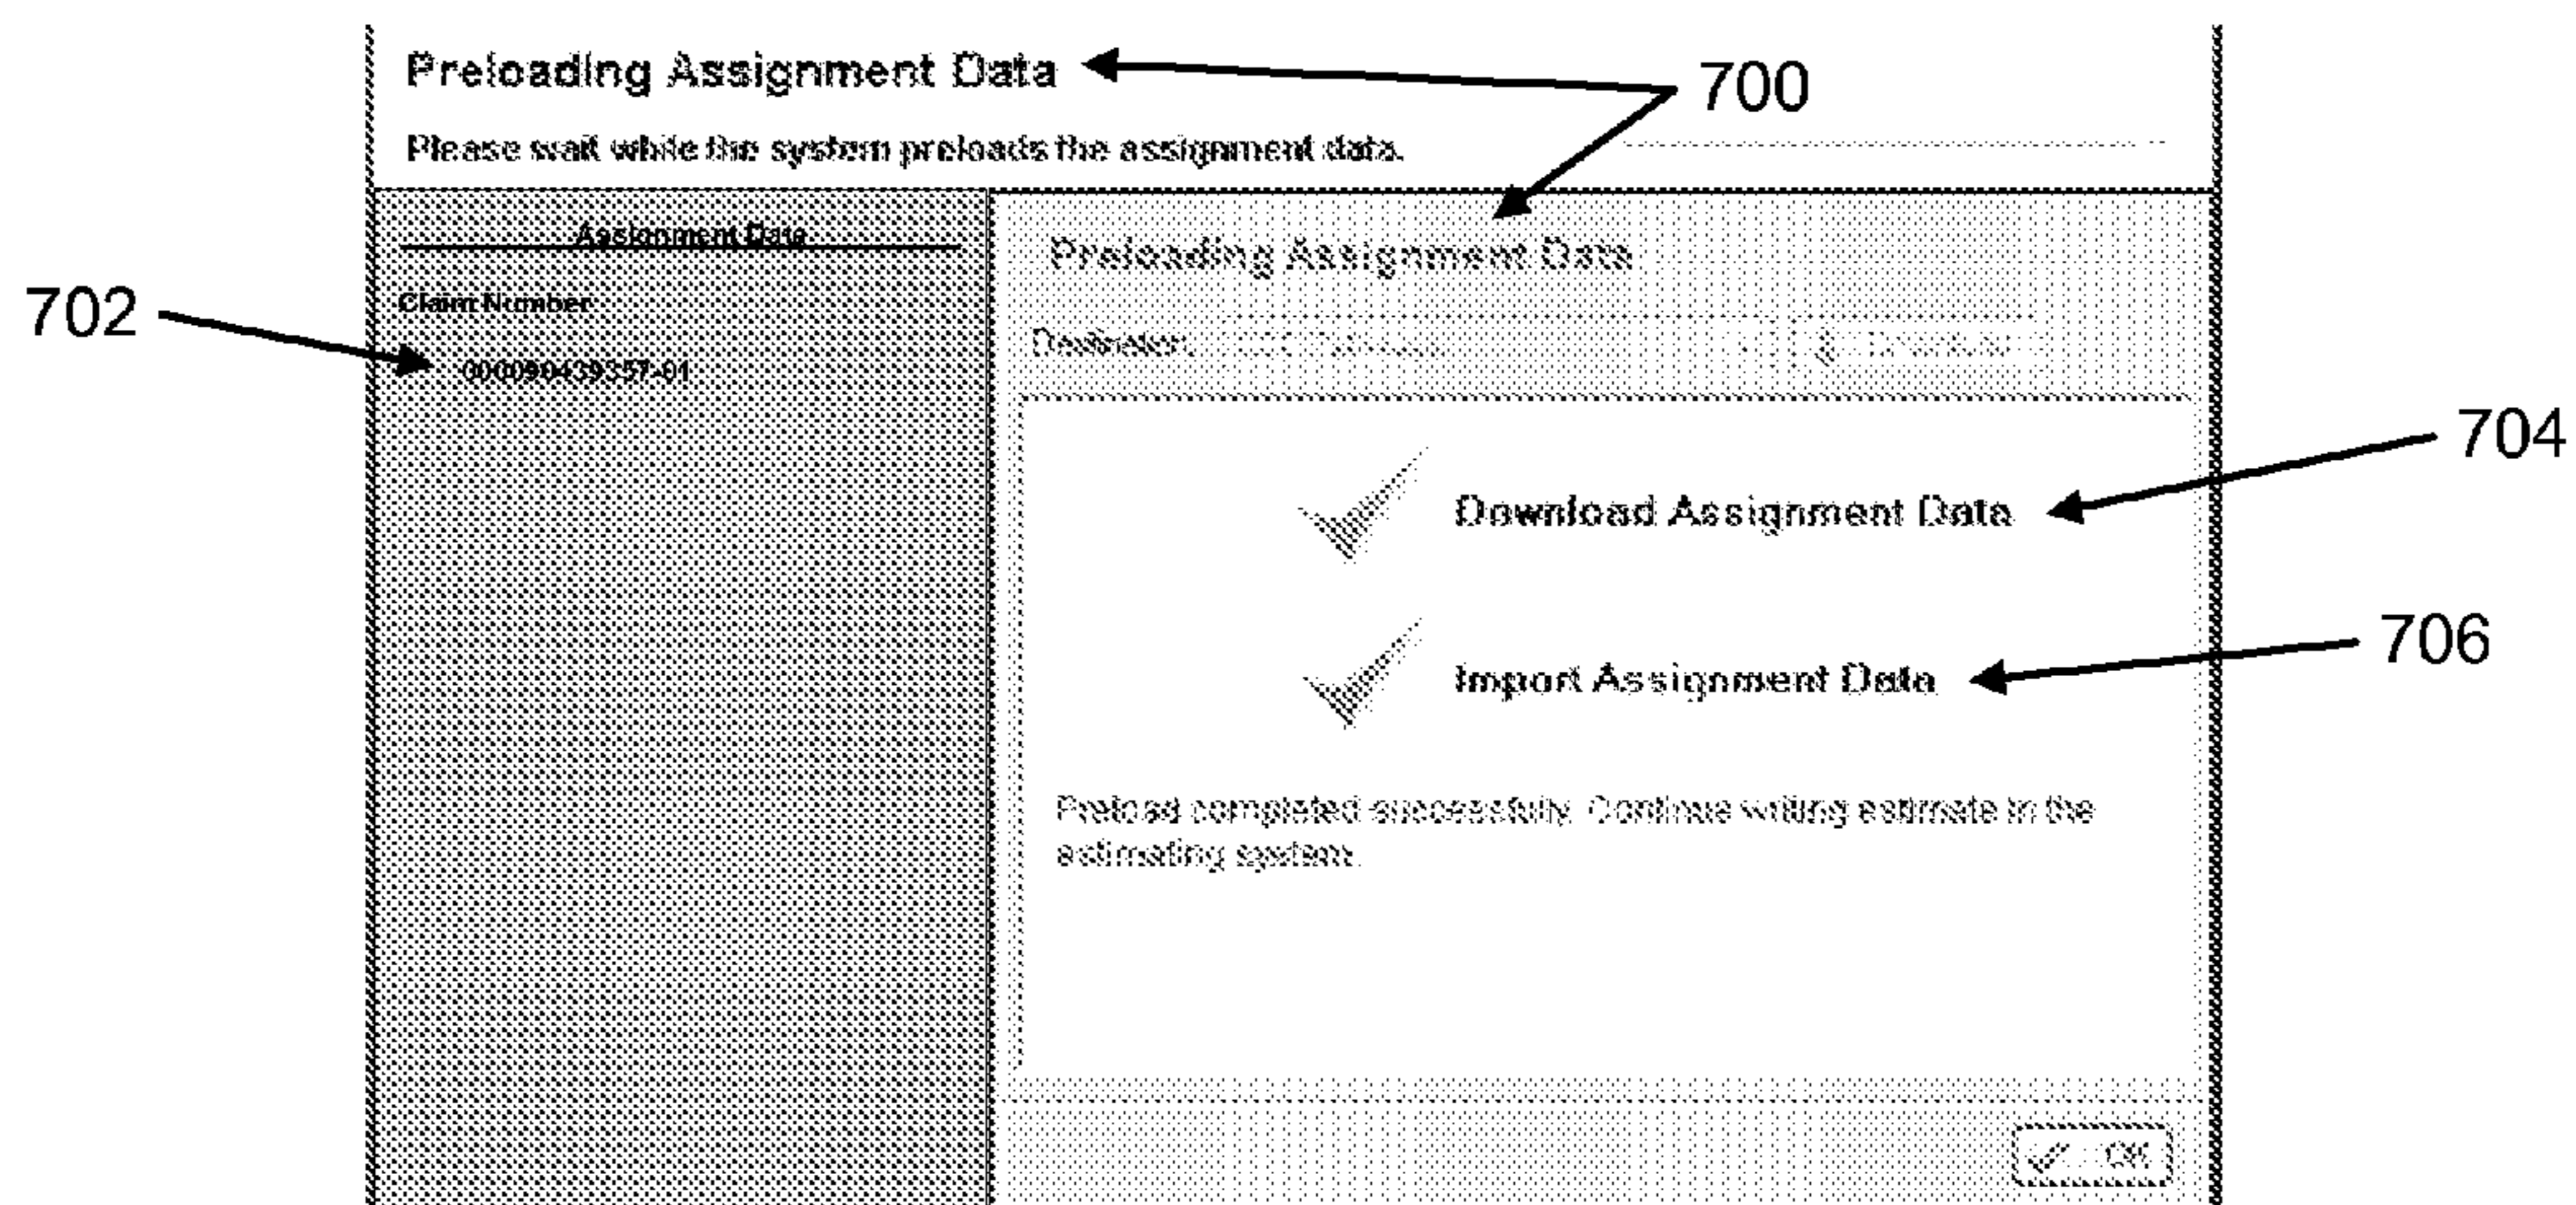 Preloading Assignment Data
700
Please wait while the system preloads the assignment data.
Assignment Data
Preloading Assignment Data
702
Claim Number
Destination:
000090439357-01
704
Download Assignment Data
706
Import Assignment Data
Preload completed successfully. Continue writing estimate in the
estimating system.
OK